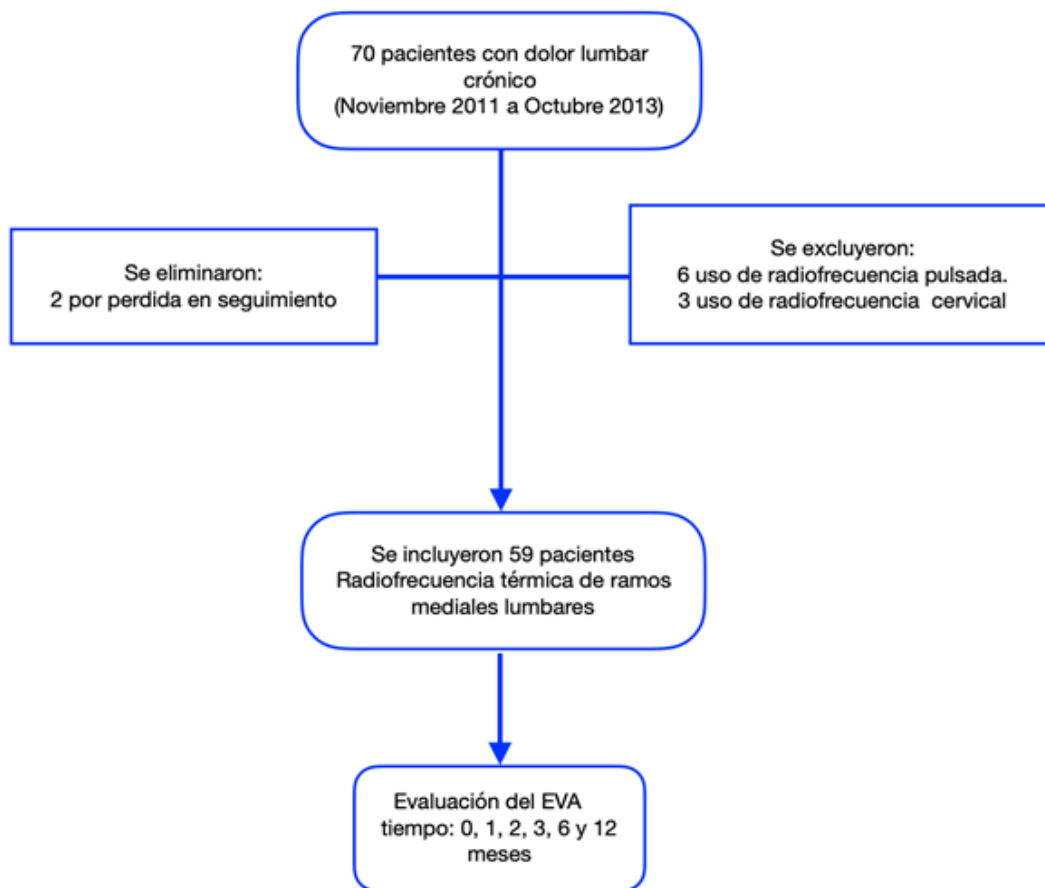 70 pacientes con dolor lumbar
crónico
(Noviembre 2011 a Octubre 2013)
Se eliminaron:
2 por perdida en seguimiento
Se excluyeron:
6 uso de radiofrecuencia pulsada.
3 uso de radiofrecuencia cervical
Se incluyeron 59 pacientes
Radiofrecuencia térmica de ramos
mediales lumbares
Evaluación del EVA
tiempo: 0, 1, 2, 3, 6 y 12
meses